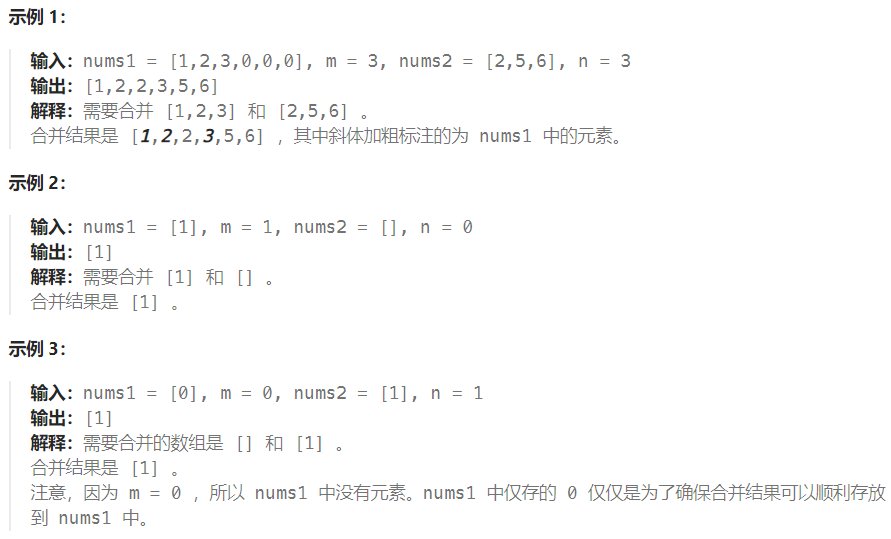 示例 1：
输入：nums1 = [1,2,3,0,0,0], m = 3, nums2 = [2,5,6], n = 3
输出：[1,2,2,3,5,6]
解释：需要合并 [1,2,3] 和 [2,5,6] 。
合并结果是 [1,2,2,3,5,6] ，其中斜体加粗标注的为 nums1 中的元素。
示例 2：
输入：nums1 = [1], m = 1, nums2 = [], n = 0
输出：[1]
解释：需要合并 [1] 和 [] 。
合并结果是 [1] 。
示例 3：
输入：nums1 = [0], m = 0, nums2 = [1], n = 1
输出：[1]
解释：需要合并的数组是 [] 和 [1] 。
合并结果是 [1] 。
注意，因为 m = 0 ，所以 nums1 中没有元素。nums1 中仅存的 0 仅仅是为了确保合并结果可以顺利存放
到 nums1 中。